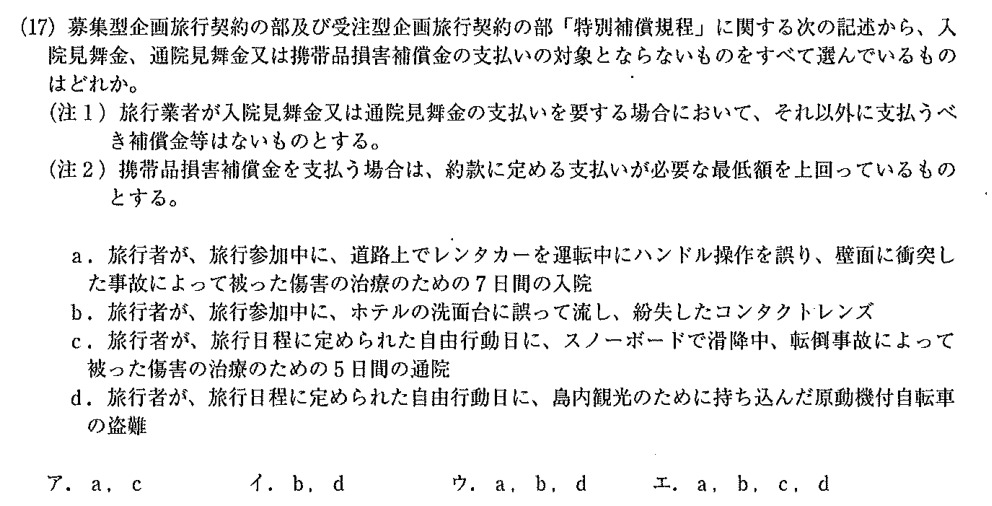 (17) 募集型企画旅行契約の部及び受注型企画旅行契約の部「特別補償規程」に関する次の記述から、入
院見舞金、通院見舞金又は携帯品損害補償金の支払いの対象とならないものをすべて選んでいるもの
はどれか。
(注1) 旅行業者が入院見舞金又は通院見舞金の支払いを要する場合において、それ以外に支払うべ
き補償金等はないものとする。
(注2) 携帯品損害補償金を支払う場合は、約款に定める支払いが必要な最低額を上回っているもの
とする。
a. 旅行者が、旅行参加中に、道路上でレンタカーを運転中にハンドル操作を誤り、壁面に衝突し
た事故によって被った傷害の治療のための7日間の入院
b. 旅行者が、旅行参加中に、ホテルの洗面台に誤って流し、紛失したコンタクトレンズ
c. 旅行者が、旅行日程に定められた自由行動日に、スノーボードで滑降中、転倒事故によって
被った傷害の治療のための5日間の通院
d. 旅行者が、旅行日程に定められた自由行動日に、島内観光のために持ち込んだ原動機付自転車
の盗難
ア. a, c イ. b, d ウ. a, b, d エ. a, b, c, d